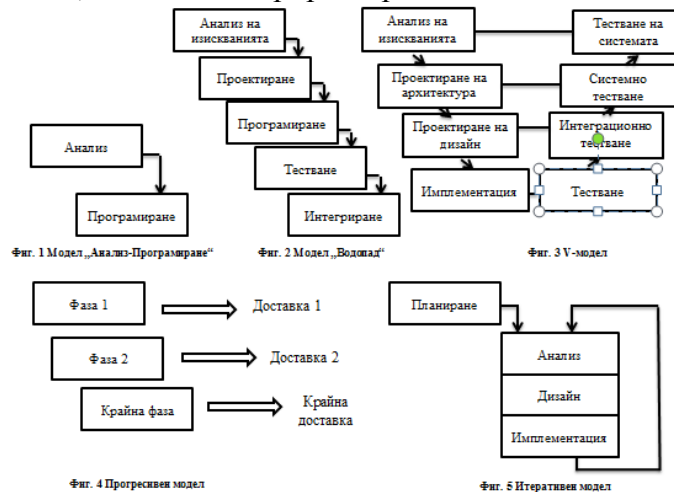 Анализ
Програмиране
Фиг. 1 Модел „Анализ-Програмиране“
Анализ на
изискванията
Проектиране
Програмиране
Тестване
Интегриране
Фиг. 2 Модел „Водопад“
Анализ на
изискванията
Проектиране на
архитектура
Проектиране на
дизайн
Имплементация
Тестване на
системата
Системно
тестване
Интеграционно
тестване
Тестване
Фиг. 3 V-модел
Фаза 1
Доставка 1
Фаза 2
Доставка 2
Крайна фаза
Крайна
доставка
Фиг. 4 Прогресивен модел
Планиране
Анализ
Дизайн
Имплементация
Фиг. 5 Итеративен модел